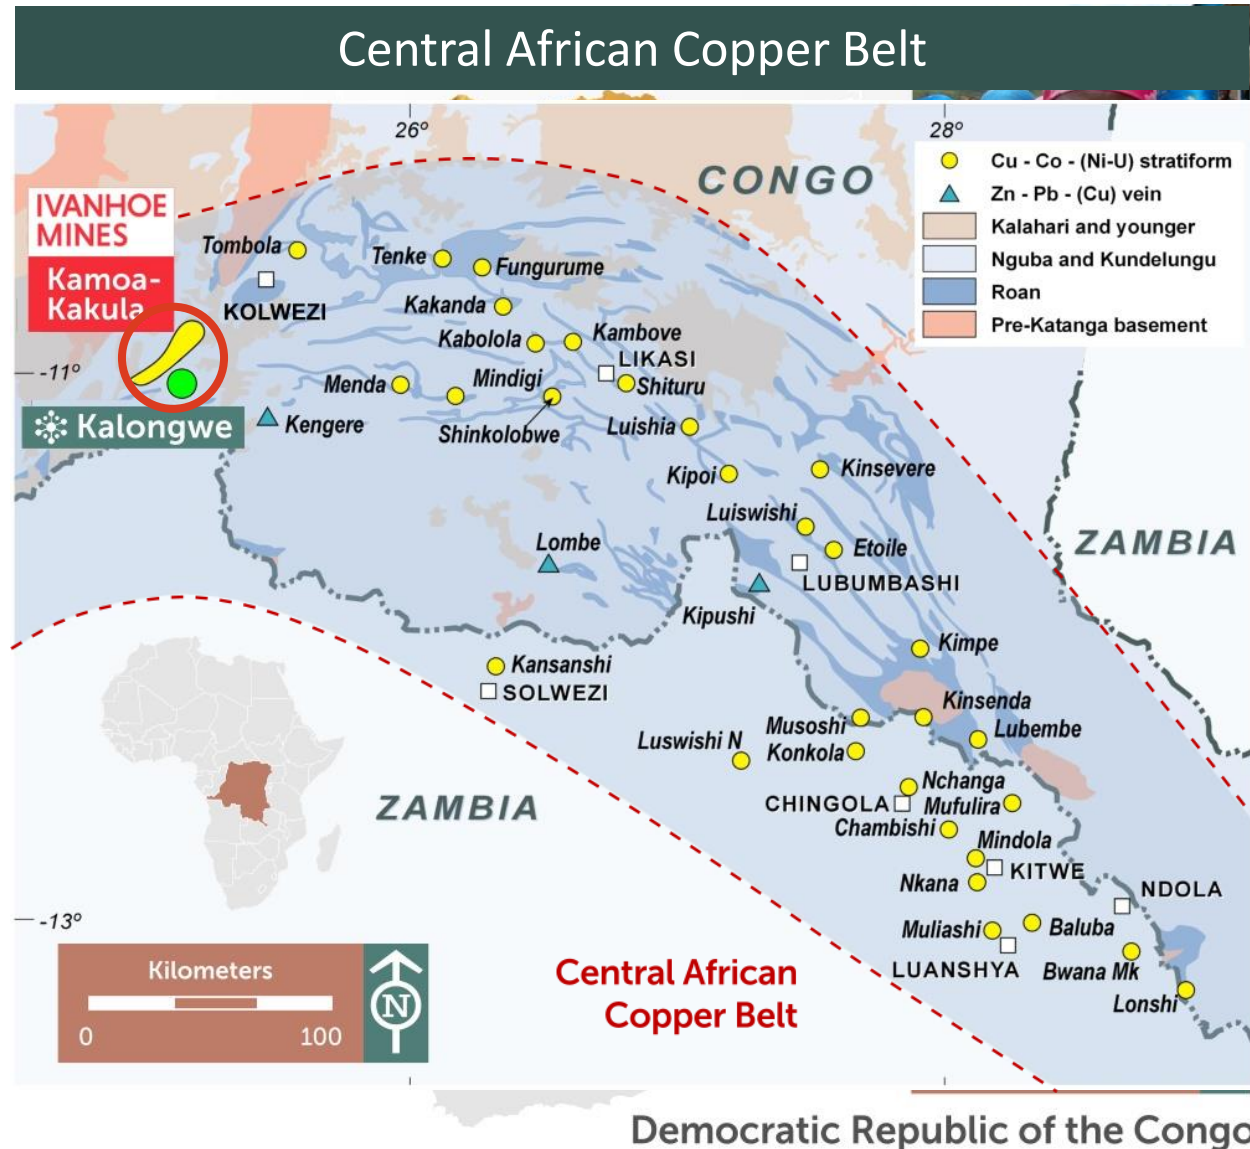 Central African Copper Belt
26º
28º
CONGO
Cu - Co - (Ni-U) stratiform
Zn - Pb - (Cu) vein
Kalahari and younger
Nguba and Kundelungu
Roan
Pre-Katanga basement
IVANHOE
MINES
Kamoa-
Kakula
Tombola
Tenke
Fungurume
KOLWEZI
Kakanda
Kabolola
Kambove
LIKASI
-11º
Menda
Mindigi
Shituru
Kalongwe
Kengere
Shinkolobwe
Luishia
Kipoi
Kinsevere
Luiswishi
Lombe
Etoile
ZAMBIA
LUBUMBASHI
Kipushi
Kimpe
Kansanshi
SOLWEZI
Kinsenda
Musoshi
Lubembe
Luswishi N
Konkola
Nchanga
ZAMBIA
CHINGOLA
Mufulira
Chambishi
Mindola
KITWE
Nkana
NDOLA
-13º
Muliashi
Baluba
LUANSHYA
Bwana Mk
Lonshi
Kilometers
0
100
N
Central African
Copper Belt
Democratic Republic of the Congo